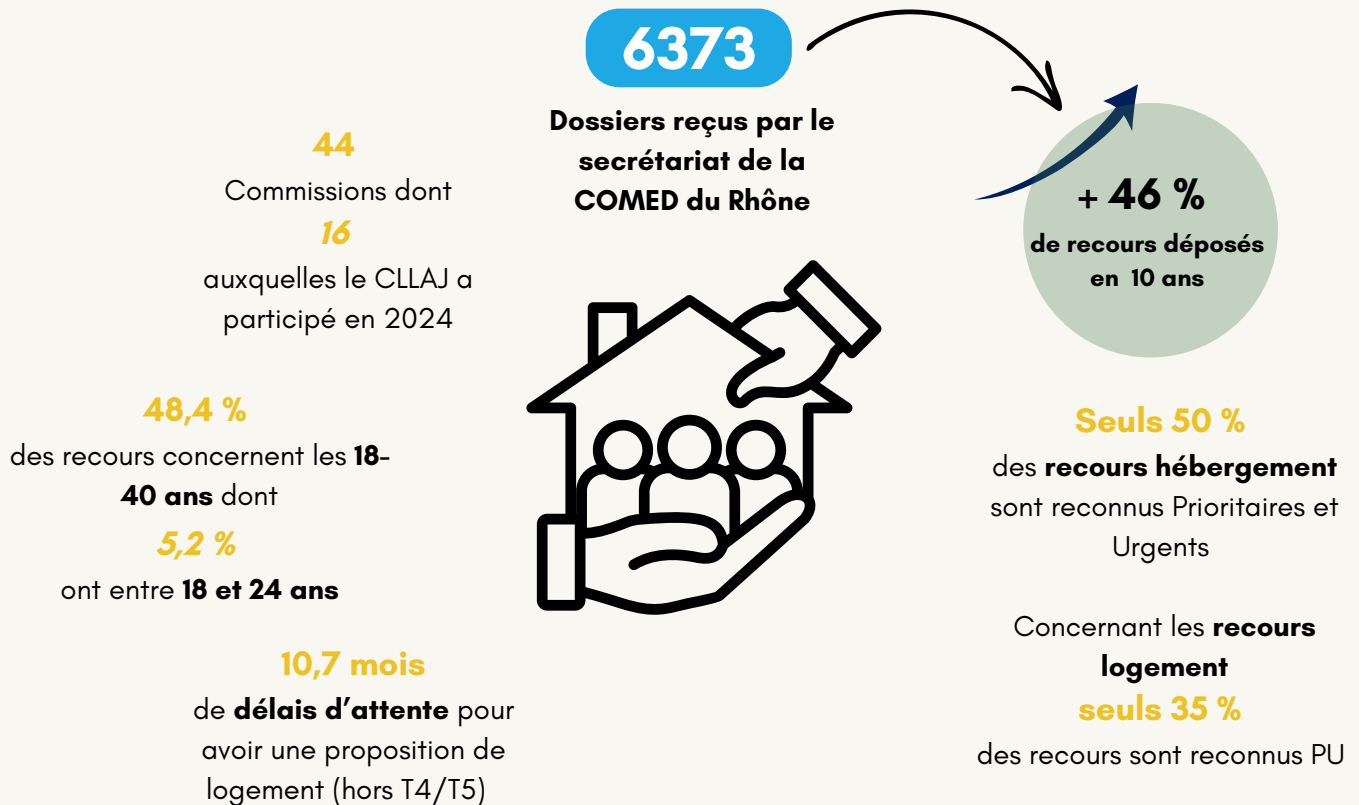 6373
Dossiers reçus par le
secrétariat de la
COMED du Rhône
+ 46 %
de recours déposés
en 10 ans
44
Commissions dont
16
auxquelles le CLLAJ a
participé en 2024
48,4 %
des recours concernent les 18-
40 ans dont
5,2 %
ont entre 18 et 24 ans
10,7 mois
de délais d’attente pour
avoir une proposition de
logement (hors T4/T5)
Seuls 50 %
des recours hébergement
sont reconnus Prioritaires et
Urgents
Concernant les recours
logement
seuls 35 %
des recours sont reconnus PU